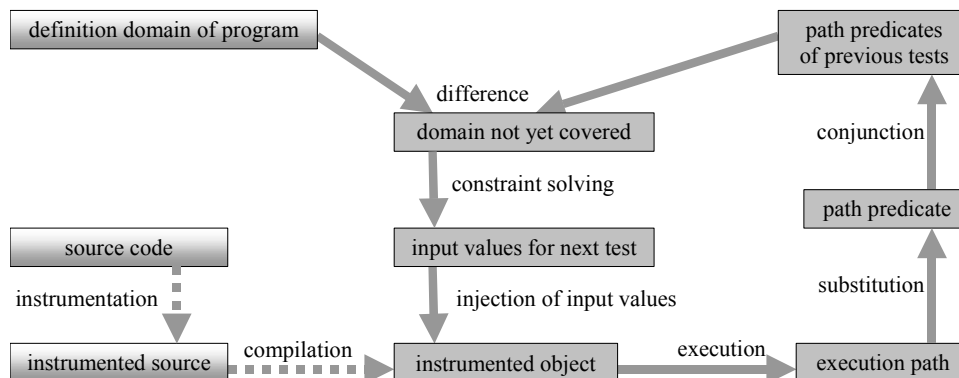 definition domain of program
path predicates
of previous tests
difference
domain not yet covered
conjunction
constraint solving
path predicate
source code
input values for next test
instrumentation
injection of input values
substitution
instrumented source
compilation
instrumented object
execution
execution path